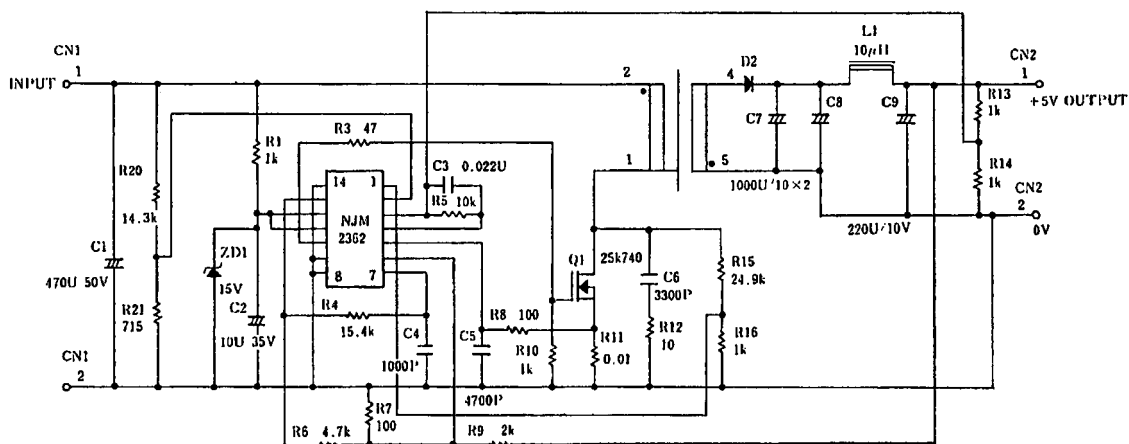 L1
10μH
CN1
D2
CN2
INPUT 1
2
4
1
+5V OUTPUT
C7
C8
C9
R13
1k
R1
1k
R3 47
R20
14.3k
C3 0.022U
R5 10k
14 1
NJM
2362
8 7
1
5
1000U/10×2
R14
1k
CN2
2
0V
220U/10V
C1
470U 50V
ZD1
15V
R21
715
C2
10U 35V
R4
15.4k
C4
1000P
C5
4700P
R8 100
Q1
25k740
R10
1k
R11
0.01
C6
3300P
R12
10
R15
24.9k
R16
1k
CN1
2
R7
100
R6 4.7k
R9 2k